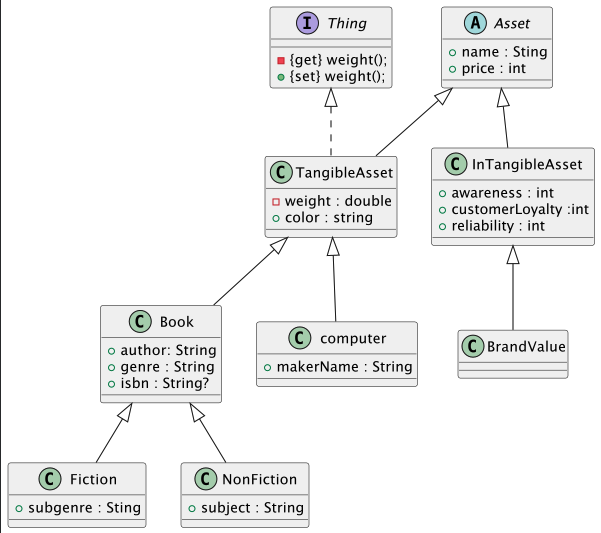 I Thing
{get} weight();
{set} weight();
A Asset
name : Sting
price : int
C TangibleAsset
weight : double
color : string
C InTangibleAsset
awareness : int
customerLoyalty :int
reliability : int
C Book
author: String
genre : String
isbn : String?
C computer
makerName : String
C BrandValue
C Fiction
subgenre : Sting
C NonFiction
subject : String